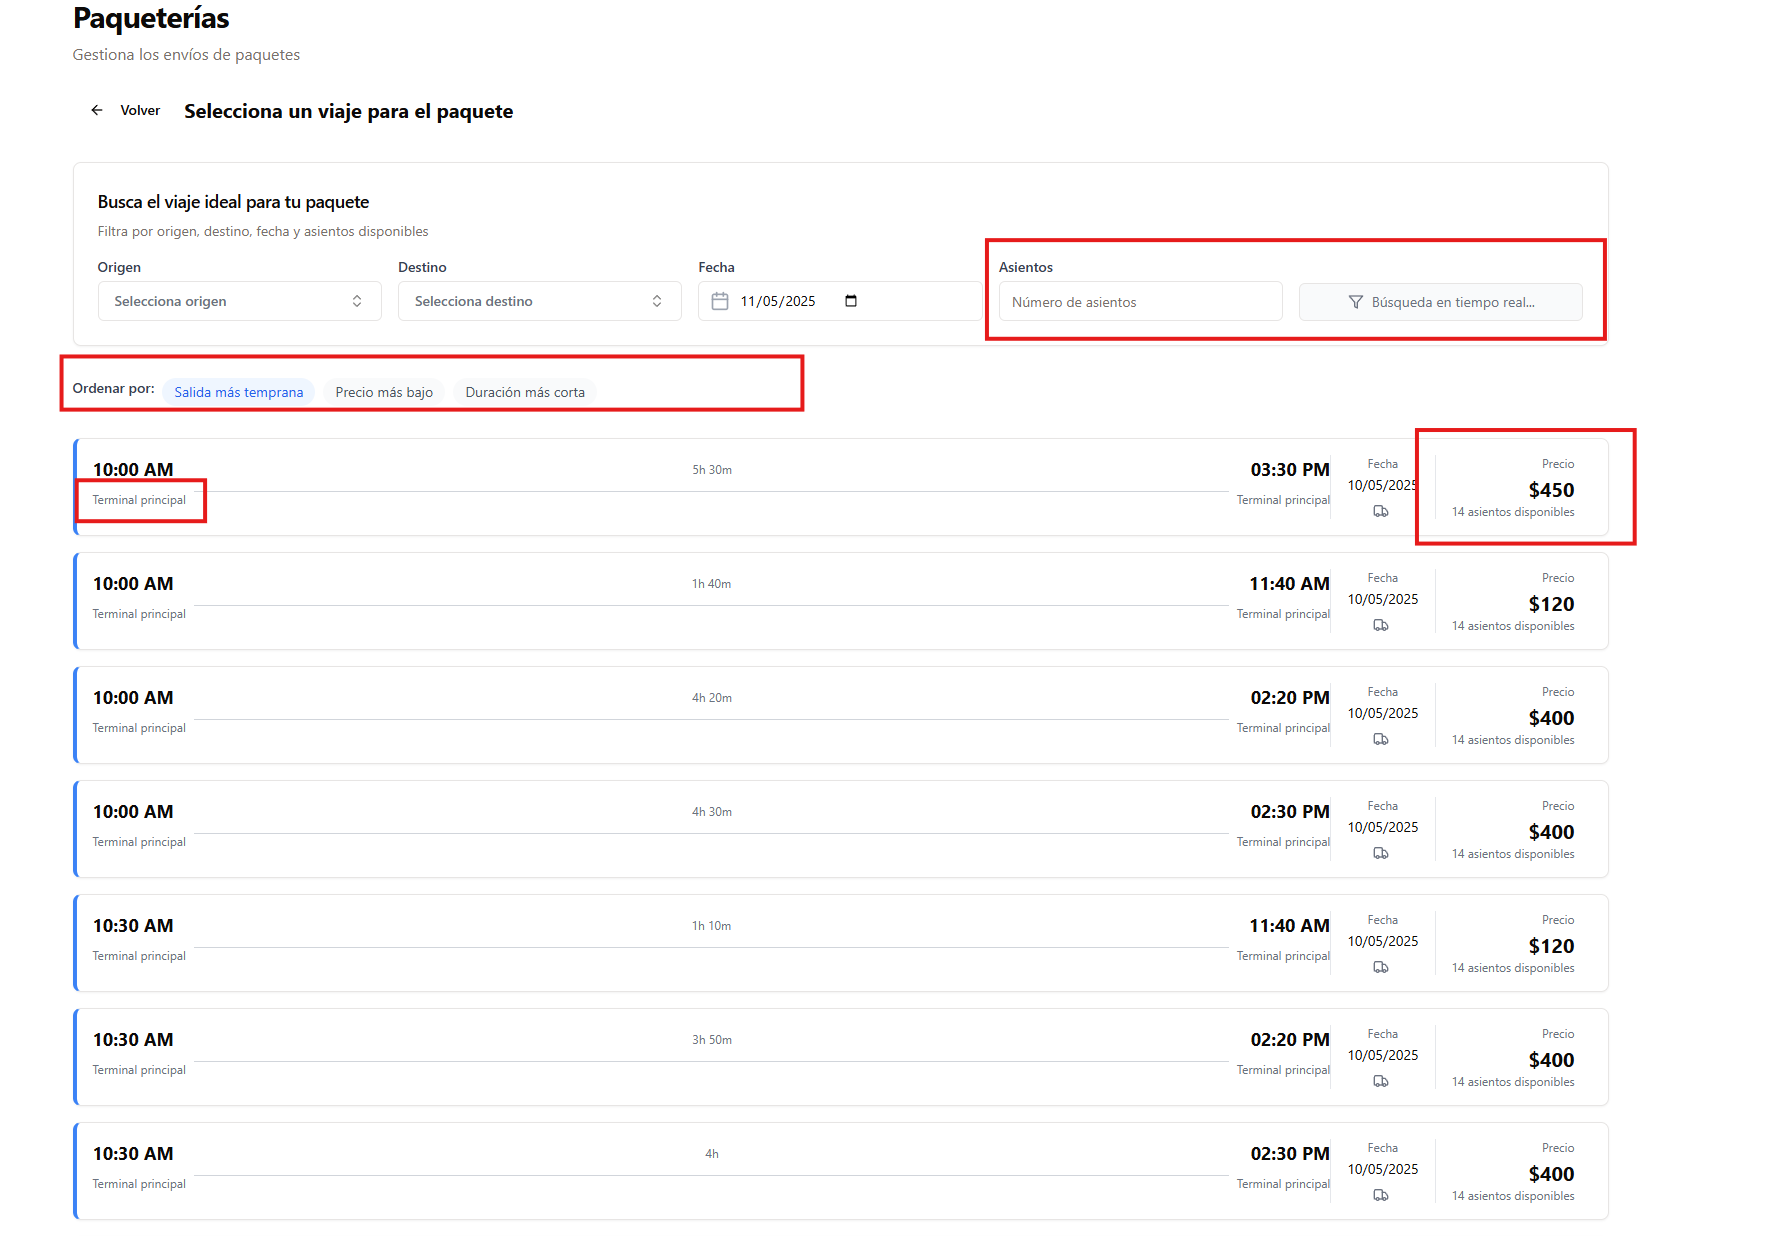 Paqueterías
Gestiona los envíos de paquetes
Volver Selecciona un viaje para el paquete
Busca el viaje ideal para tu paquete
Filtra por origen, destino, fecha y asientos disponibles
Origen Destino Fecha Asientos
Selecciona origen Selecciona destino 11/05/2025 Número de asientos Búsqueda en tiempo real...
Ordenar por: Salida más temprana Precio más bajo Duración más corta
10:00 AM 5h 30m 03:30 PM Fecha Precio
10/05/2025 $450
Terminal principal Terminal principal 14 asientos disponibles
10:00 AM 1h 40m 11:40 AM Fecha Precio
10/05/2025 $120
Terminal principal Terminal principal 14 asientos disponibles
10:00 AM 4h 20m 02:20 PM Fecha Precio
10/05/2025 $400
Terminal principal Terminal principal 14 asientos disponibles
10:00 AM 4h 30m 02:30 PM Fecha Precio
10/05/2025 $400
Terminal principal Terminal principal 14 asientos disponibles
10:30 AM 1h 10m 11:40 AM Fecha Precio
10/05/2025 $120
Terminal principal Terminal principal 14 asientos disponibles
10:30 AM 3h 50m 02:20 PM Fecha Precio
10/05/2025 $400
Terminal principal Terminal principal 14 asientos disponibles
10:30 AM 4h 02:30 PM Fecha Precio
10/05/2025 $400
Terminal principal Terminal principal 14 asientos disponibles